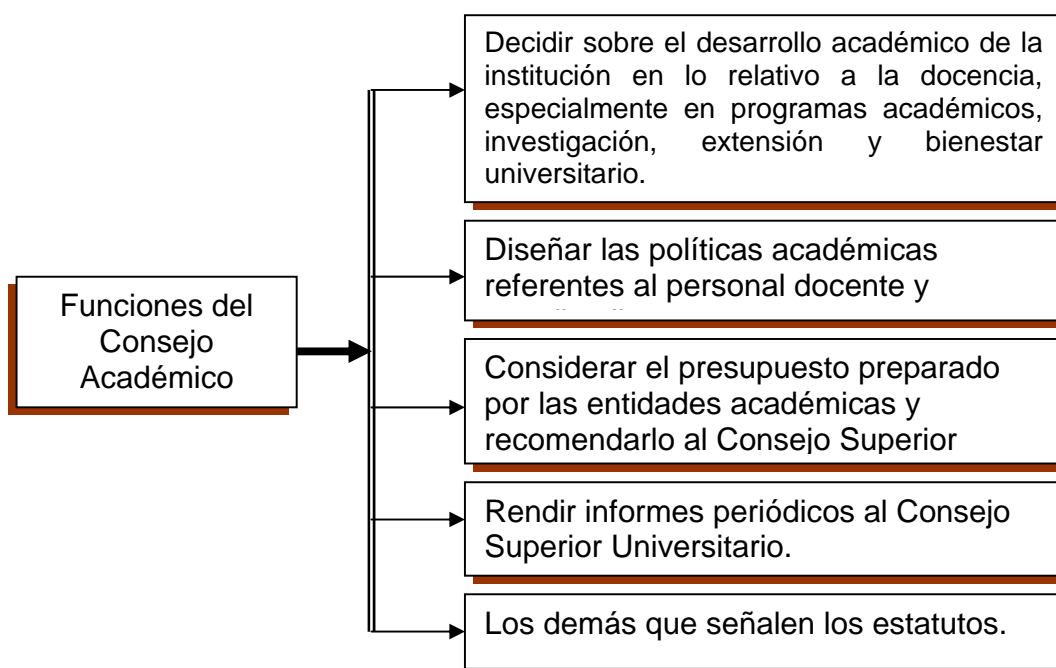 Funciones del
Consejo
Académico
Decidir sobre el desarrollo académico de la
institución en lo relativo a la docencia,
especialmente en programas académicos,
investigación, extensión y bienestar
universitario.
Diseñar las políticas académicas
referentes al personal docente y
Considerar el presupuesto preparado
por las entidades académicas y
recomendarlo al Consejo Superior
Rendir informes periódicos al Consejo
Superior Universitario.
Los demás que señalen los estatutos.